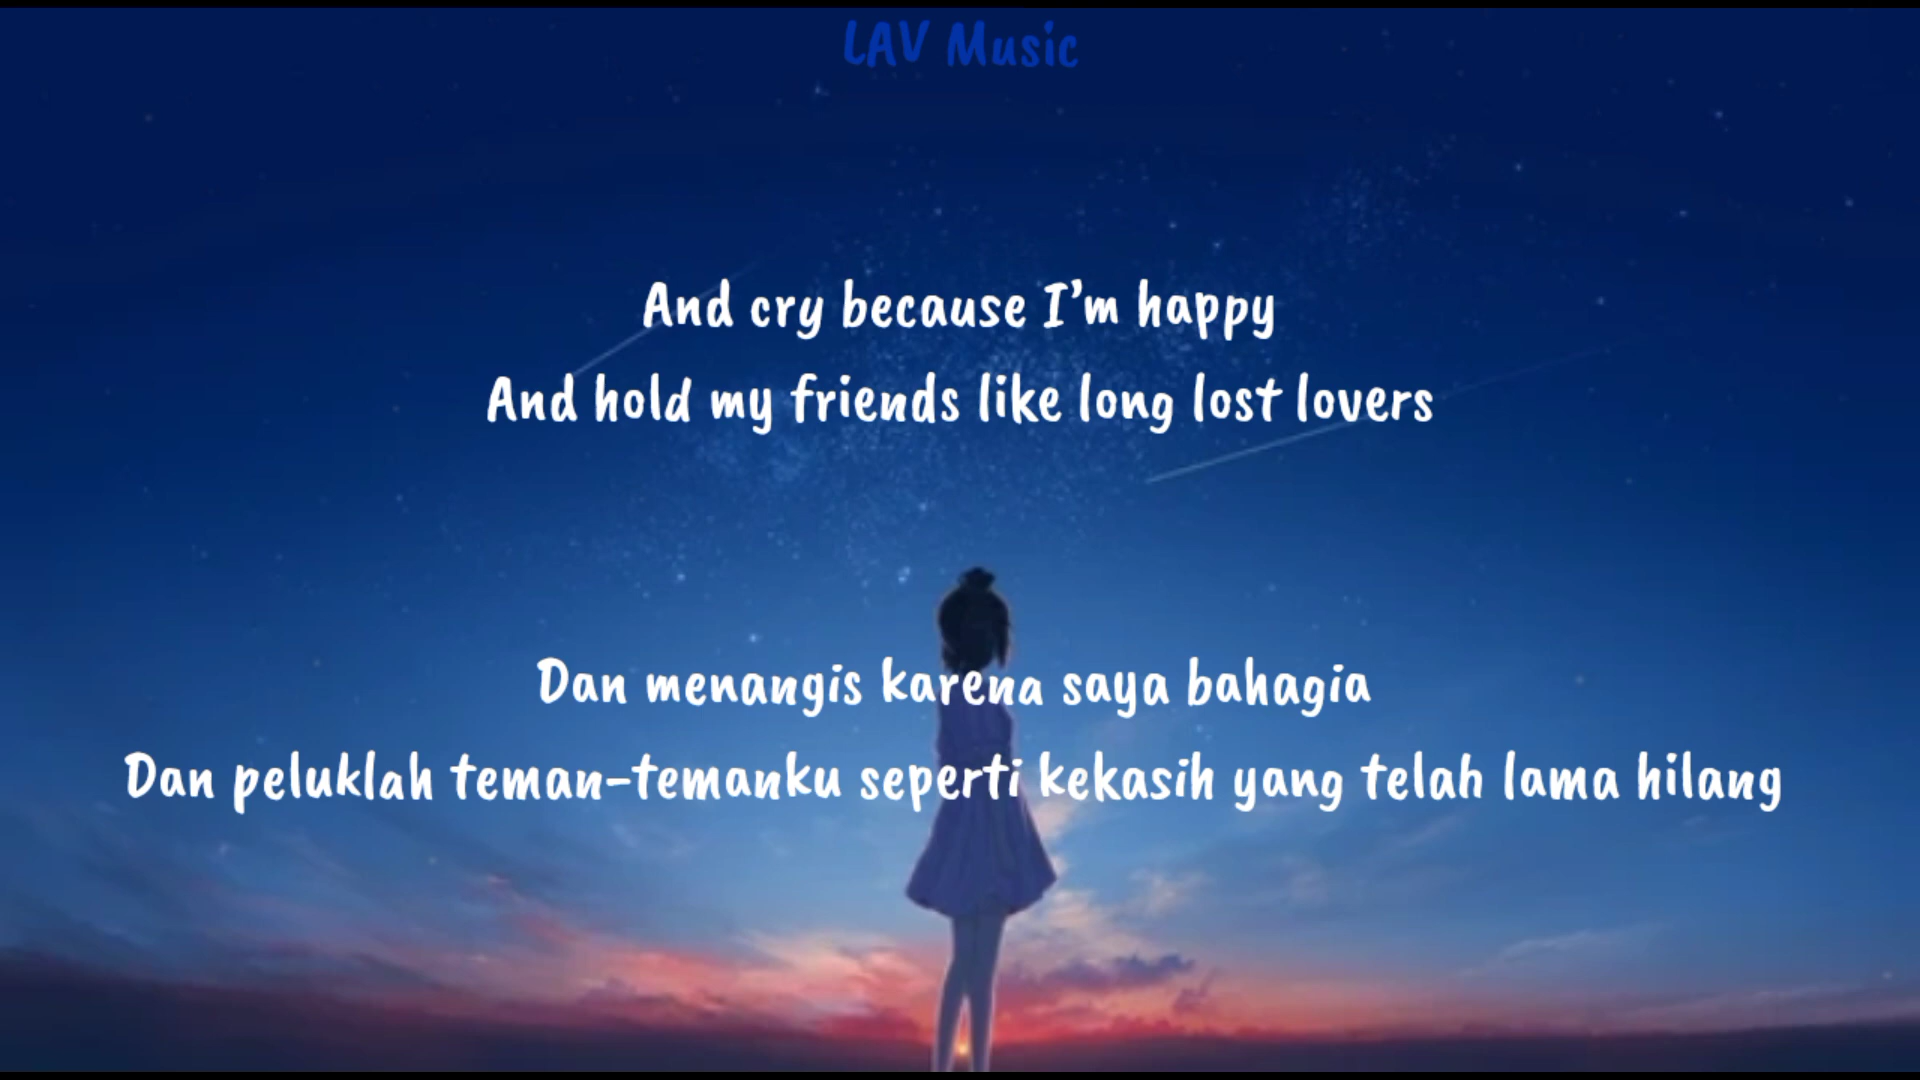 LAV Music
And cry because I’m happy
And hold my friends like long lost lovers
Dan menangis karena saya bahagia
Dan peluklah teman-temanku seperti kekasih yang telah lama hilang